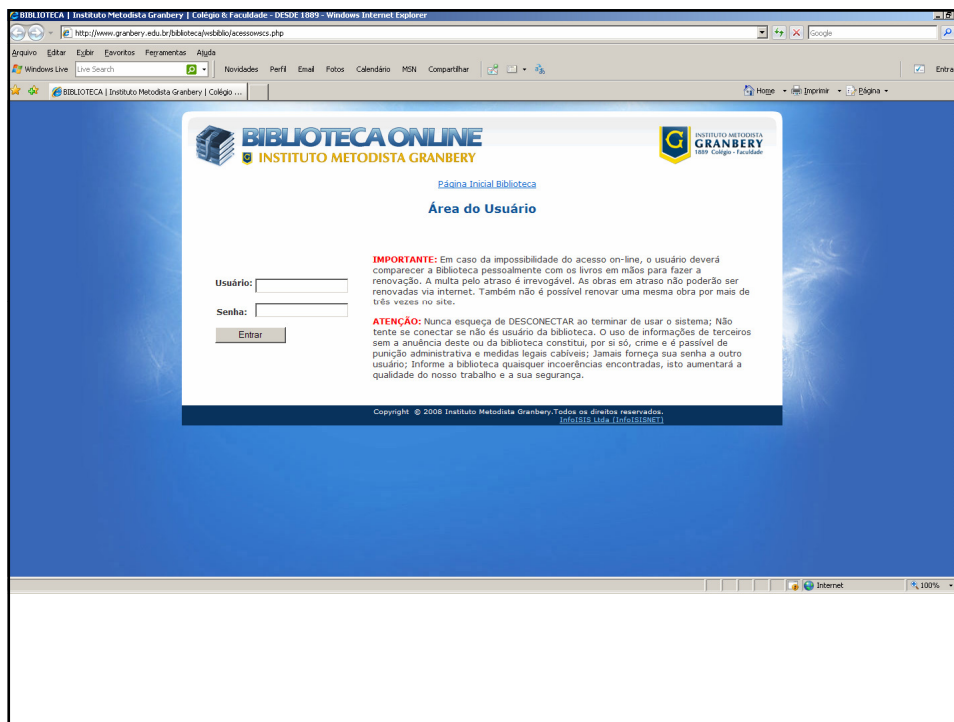 BIBLIOTECA | Instituto Metodista Granbery | Colégio & Faculdade - DESDE 1889 - Windows Internet Explorer
http://www.granbery.edu.br/biblioteca/wsbiblio/acessowscs.php
Google
Arquivo Editar Exibir Favoritos Ferramentas Ajuda
Windows Live Live Search Novidades Perfil Email Fotos Calendário MSN Compartilhar Entra
BIBLIOTECA | Instituto Metodista Granbery | Colégio ... Home Imprimir Página
BIBLIOTECA ONLINE
INSTITUTO METODISTA GRANBERY
INSTITUTO METODISTA
GRANBERY
1889 Colégio - Faculdade
Página Inicial Biblioteca
Área do Usuário
Usuário:
Senha:
Entrar
IMPORTANTE: Em caso da impossibilidade do acesso on-line, o usuário deverá
comparecer a Biblioteca pessoalmente com os livros em mãos para fazer a
renovação. A multa pelo atraso é irrevogável. As obras em atraso não poderão ser
renovadas via internet. Também não é possível renovar uma mesma obra por mais de
três vezes no site.
ATENÇÃO: Nunca esqueça de DESCONECTAR ao terminar de usar o sistema; Não
tente se conectar se não és usuário da biblioteca. O uso de informações de terceiros
sem a anuência deste ou da biblioteca constitui, por si só, crime e é passível de
punição administrativa e medidas legais cabíveis; Jamais forneça sua senha a outro
usuário; Informe a biblioteca quaisquer incoerências encontradas, isto aumentará a
qualidade do nosso trabalho e a sua segurança.
Copyright © 2008 Instituto Metodista Granbery.Todos os direitos reservados.
InfoISIS Ltda (InfoISISNET)
Internet 100%